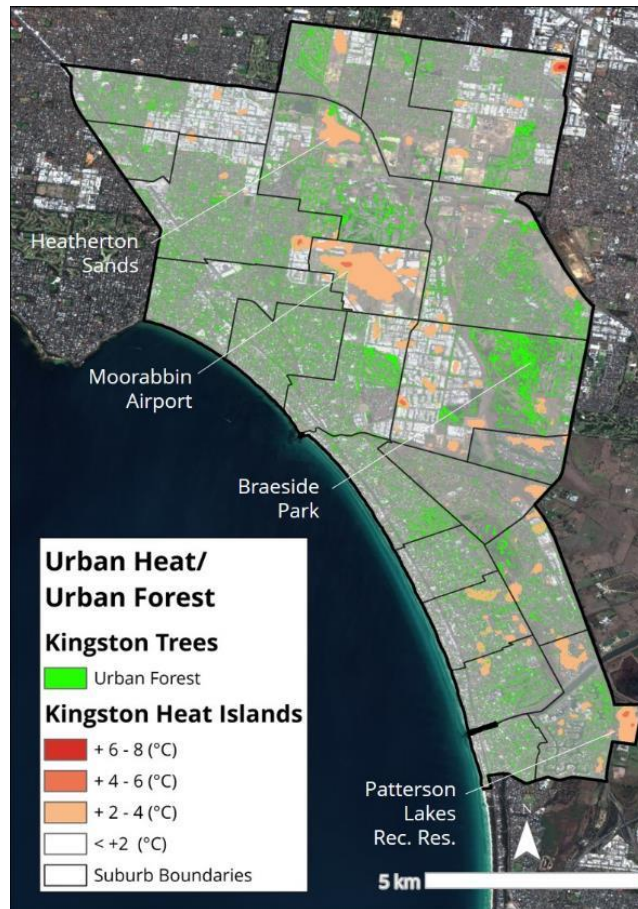 Heatherton
Sands
Moorabbin
Airport
Braeside
Park
Urban Heat/
Urban Forest
Kingston Trees
Urban Forest
Kingston Heat Islands
+ 6 - 8 (°C)
+ 4 - 6 (°C)
+ 2 - 4 (°C)
< +2 (°C)
Suburb Boundaries
Patterson
Lakes
Rec. Res.
N
5 km